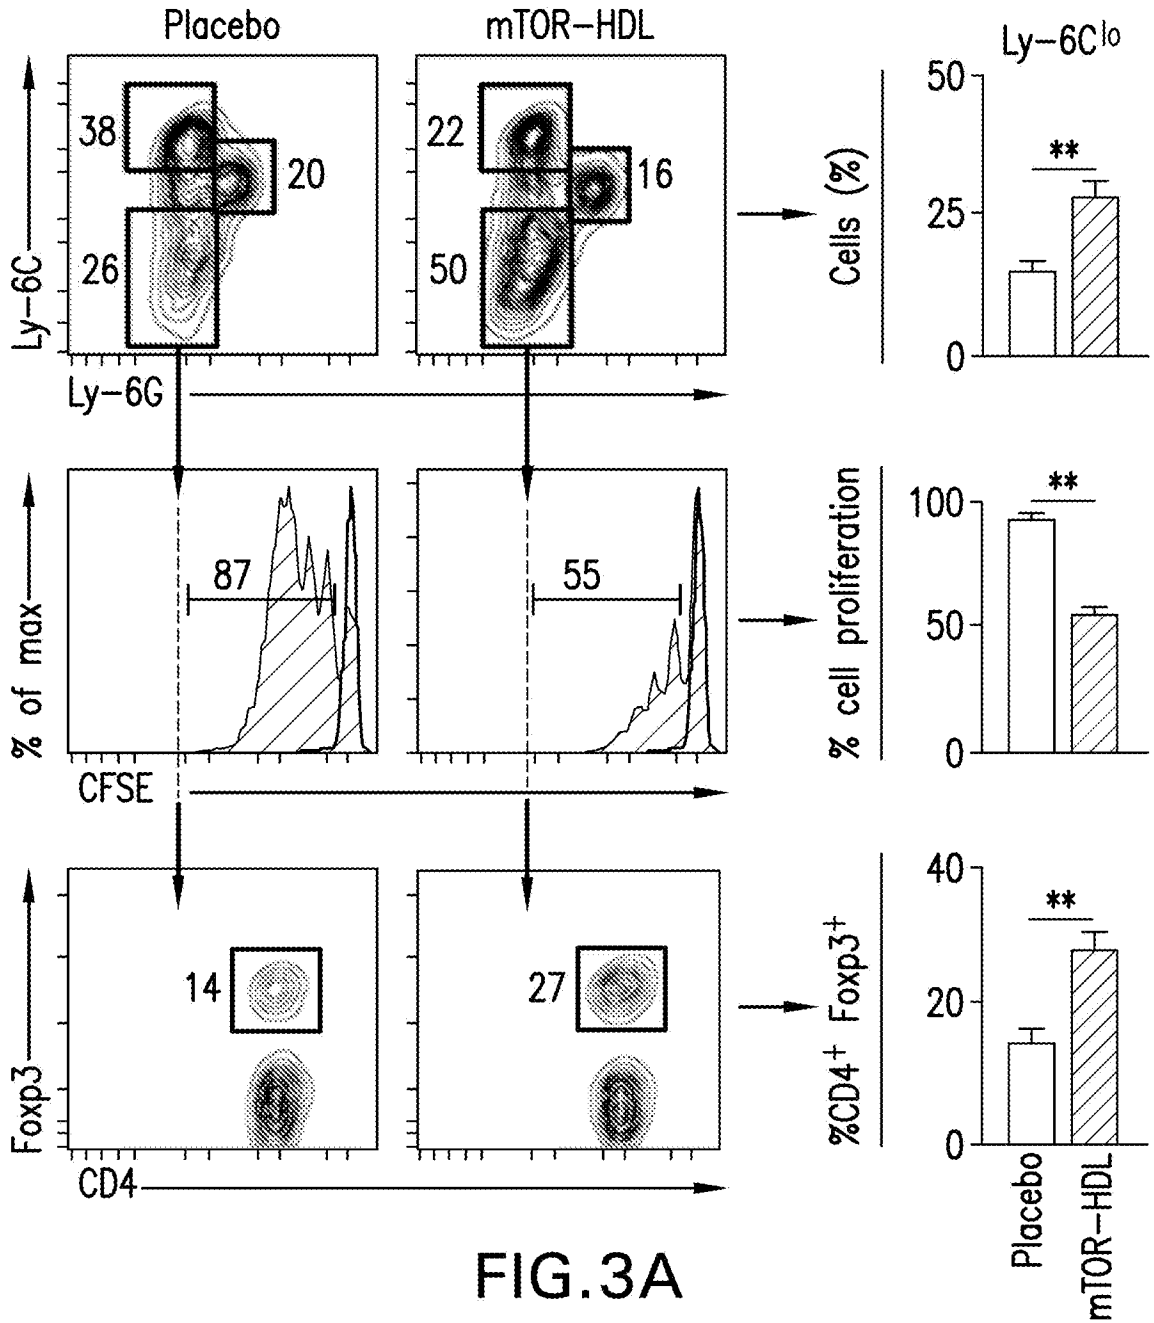 Placebo
mTOR-HDL
Ly-6C^lo
Ly-6C
38
20
26
22
16
50
Cells (%)
50
25
0
**
Ly-6G
% of max
87
55
% cell proliferation
100
50
0
**
CFSE
Foxp3
14
27
%CD4⁺ Foxp3⁺
40
20
0
**
CD4
Placebo
mTOR-HDL
FIG.3A